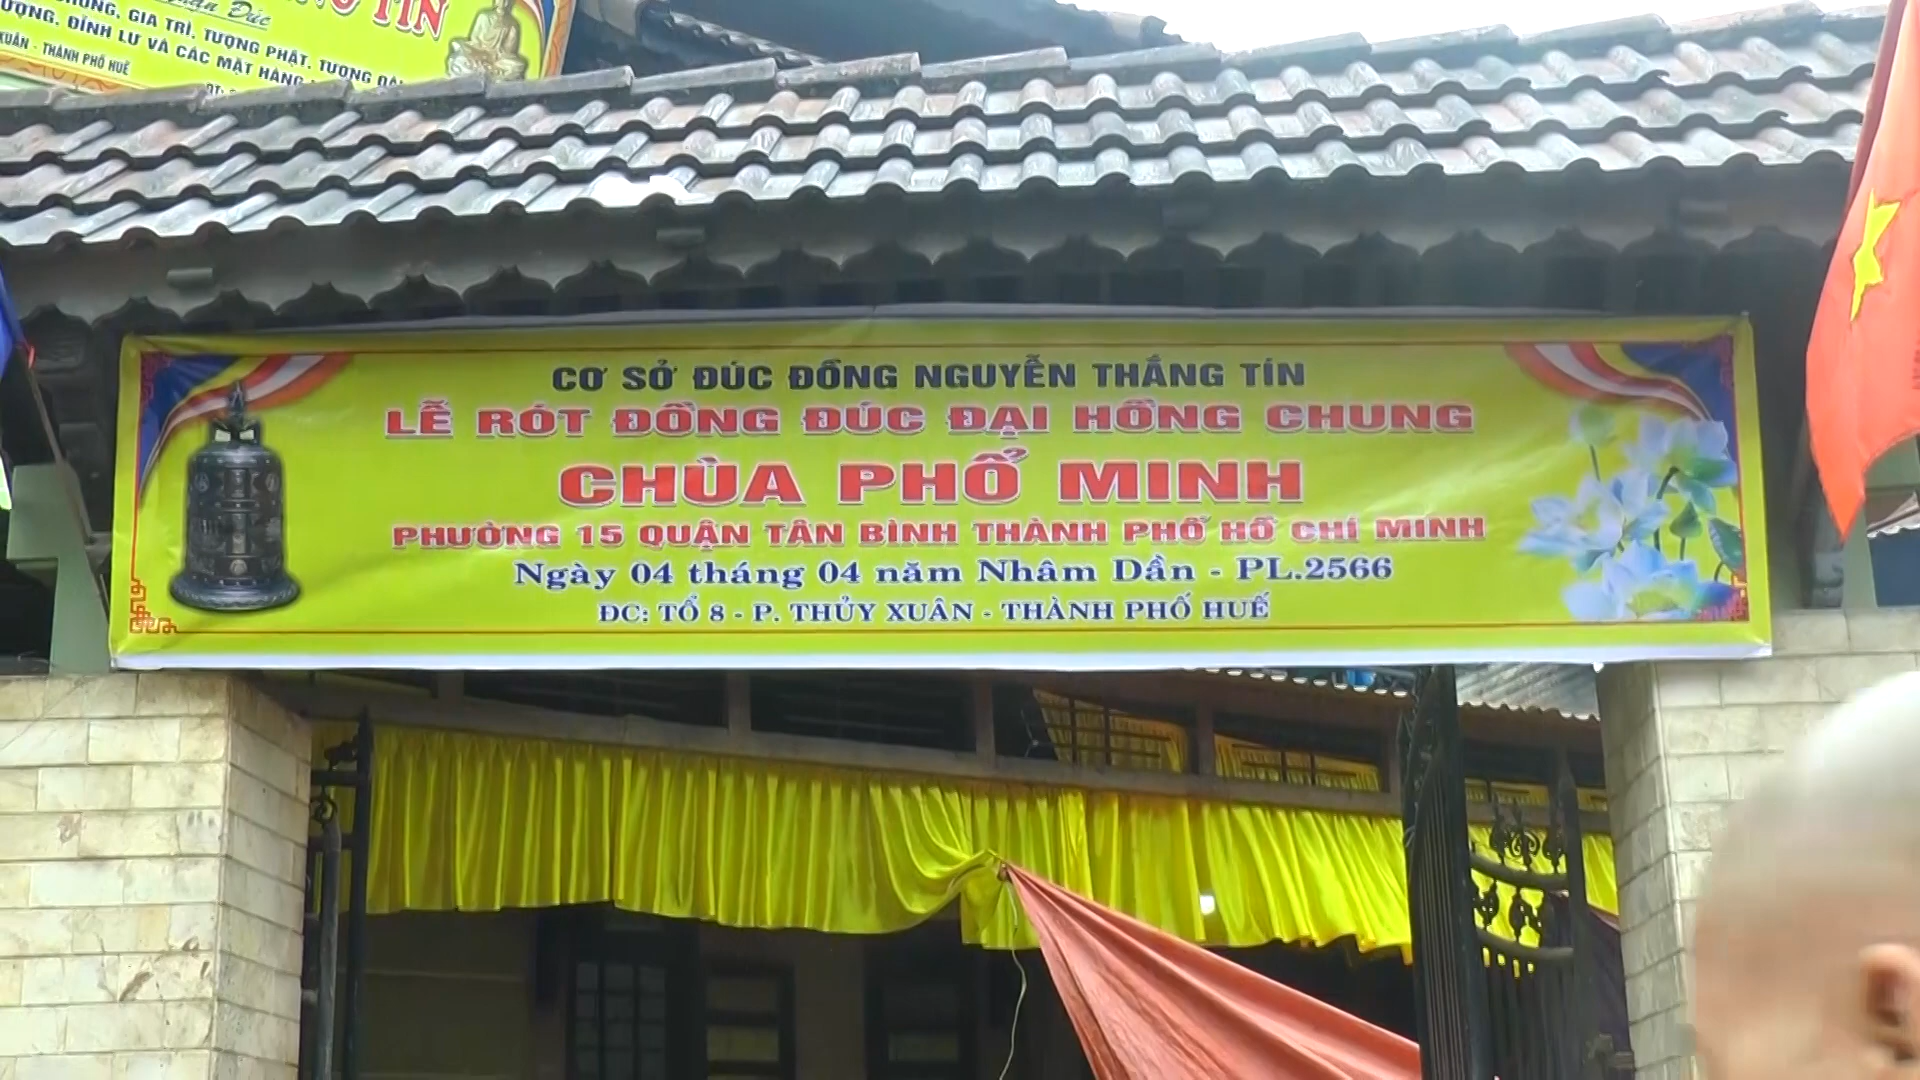 TÍN
CHUNG, GIA TRÌ, TƯỢNG PHẬT, TƯỢNG
ĐỈNH LƯ VÀ CÁC MẶT HÀNG
XUÂN - THÀNH PHỐ HUẾ
CƠ SỞ ĐÚC ĐỒNG NGUYỄN THẮNG TÍN
LỄ RÓT ĐỒNG ĐÚC ĐẠI HỒNG CHUNG
CHÙA PHỔ MINH
PHƯỜNG 15 QUẬN TÂN BÌNH THÀNH PHỐ HỒ CHÍ MINH
Ngày 04 tháng 04 năm Nhâm Dần - PL.2566
ĐC: TỔ 8 - P. THỦY XUÂN - THÀNH PHỐ HUẾ